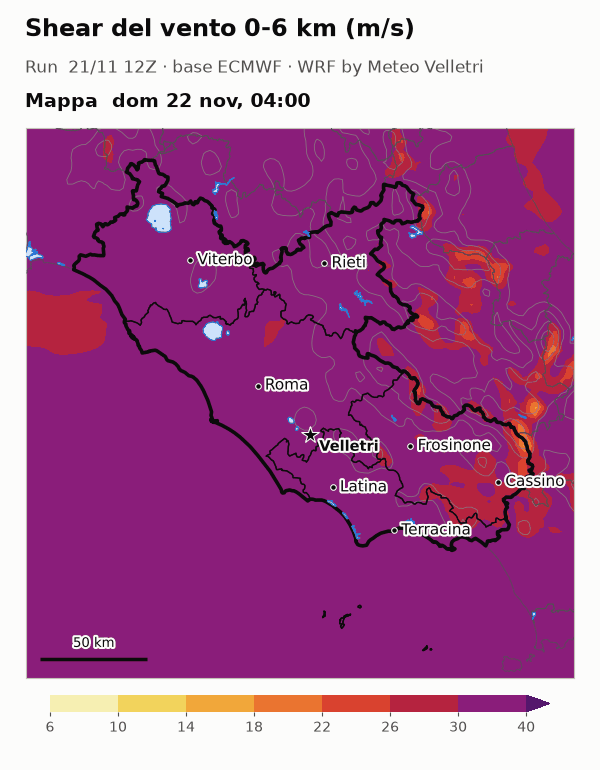 Shear del vento 0-6 km (m/s)
Run  21/11 12Z · base ECMWF · WRF by Meteo Velletri
Mappa  dom 22 nov, 04:00
Viterbo
Rieti
Roma
Velletri
Frosinone
Latina
Cassino
Terracina
50 km
6 10 14 18 22 26 30 40